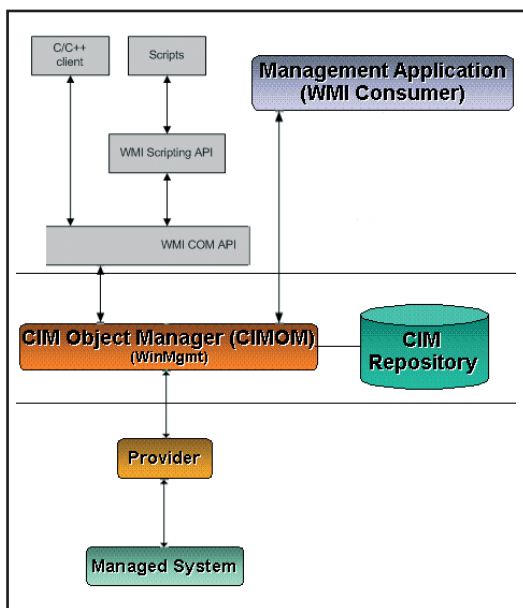 C/C++
client
Scripts
Management Application
(WMI Consumer)
WMI Scripting API
WMI COM API
CIM Object Manager (CIMOM)
(WinMgmt)
CIM
Repository
Provider
Managed System